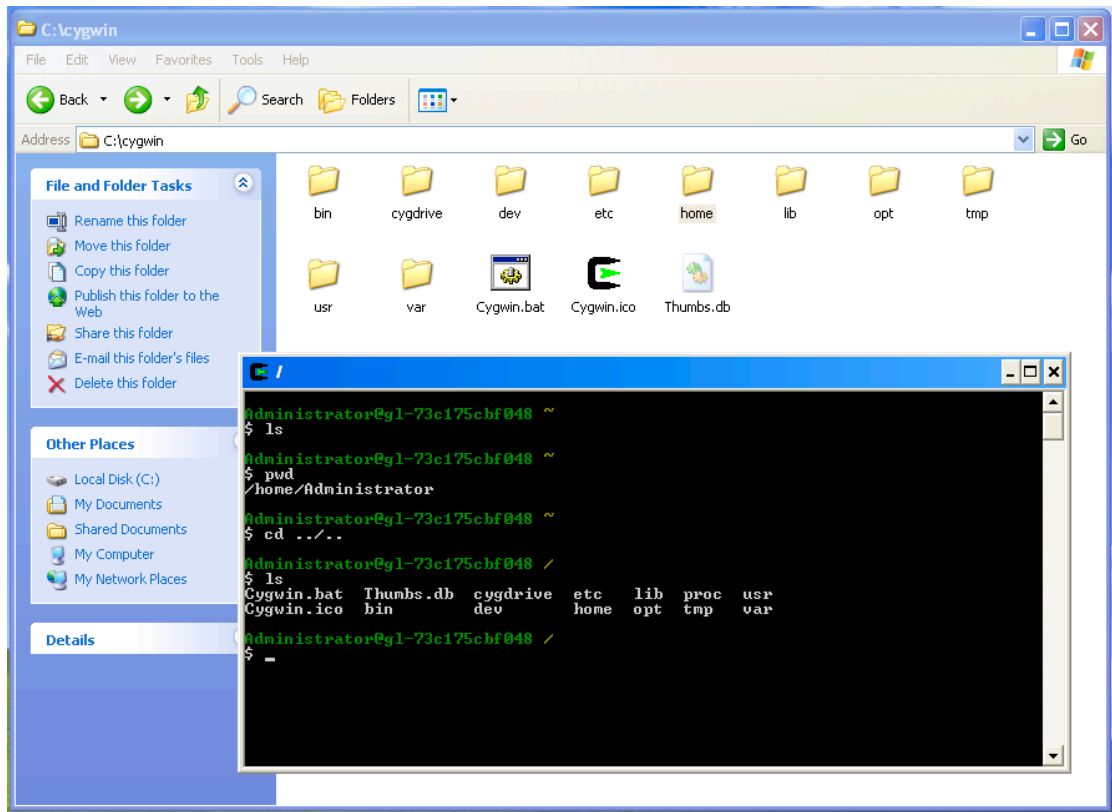 C:\cygwin
File Edit View Favorites Tools Help
Back Search Folders
Address C:\cygwin Go
File and Folder Tasks
Rename this folder
Move this folder
Copy this folder
Publish this folder to the
Web
Share this folder
E-mail this folder's files
Delete this folder
Other Places
Local Disk (C:)
My Documents
Shared Documents
My Computer
My Network Places
Details
bin cygdrive dev etc home lib opt tmp
usr var Cygwin.bat Cygwin.ico Thumbs.db
/
Administrator@gl-73c175cbf048 ~
$ ls
Administrator@gl-73c175cbf048 ~
$ pwd
/home/Administrator
Administrator@gl-73c175cbf048 ~
$ cd ../..
Administrator@gl-73c175cbf048 /
$ ls
Cygwin.bat Thumbs.db cygdrive etc lib proc usr
Cygwin.ico bin dev home opt tmp var
Administrator@gl-73c175cbf048 /
$ _